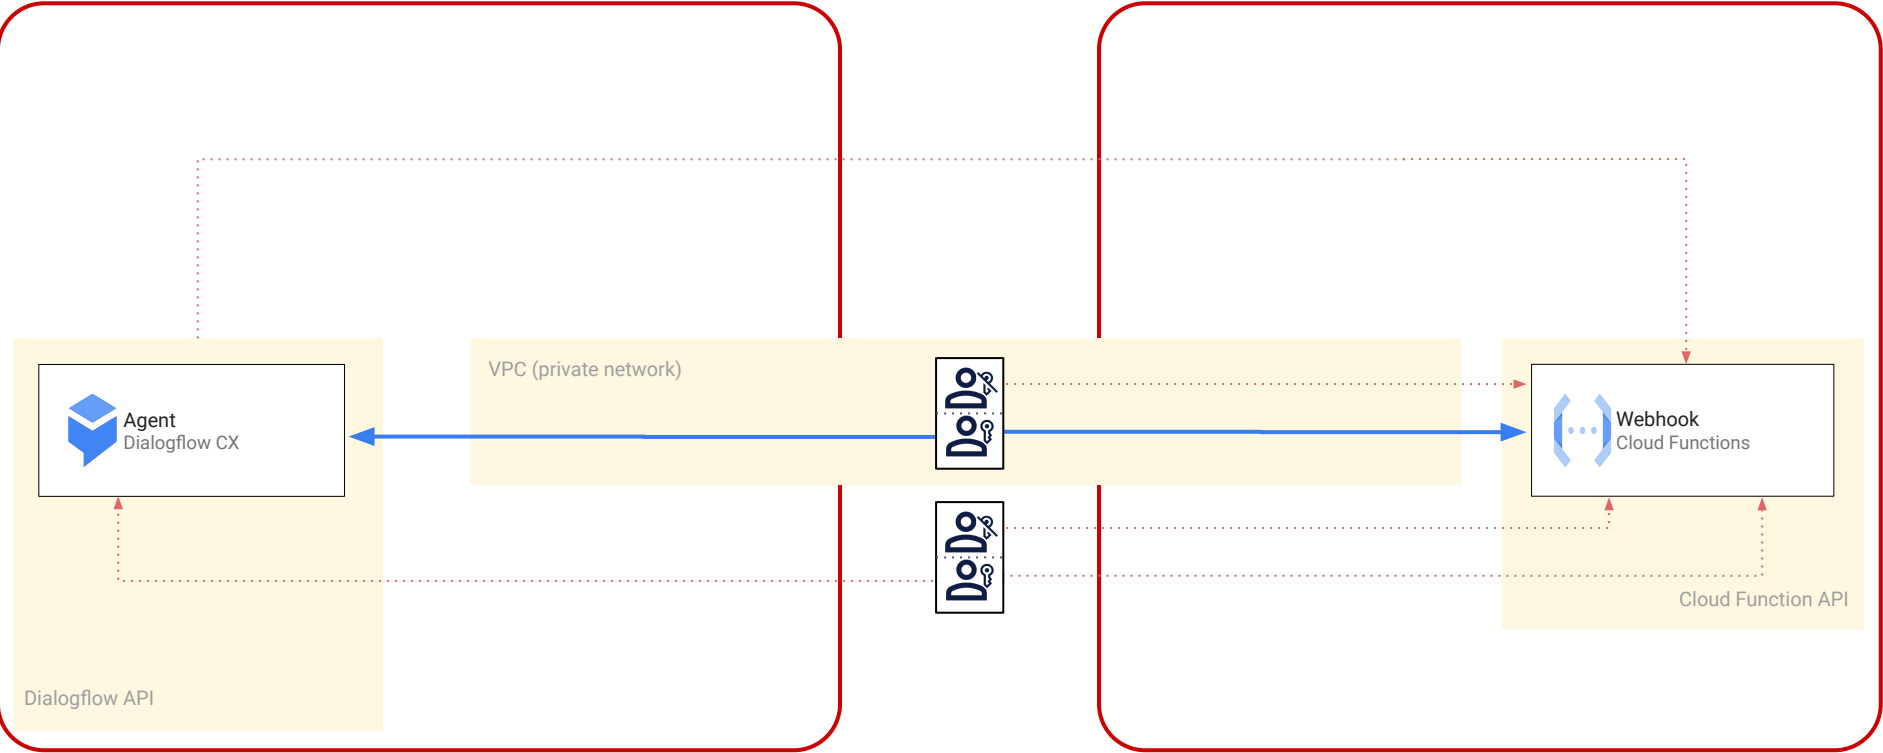 VPC (private network)
Agent
Dialogflow CX
Webhook
Cloud Functions
Cloud Function API
Dialogflow API